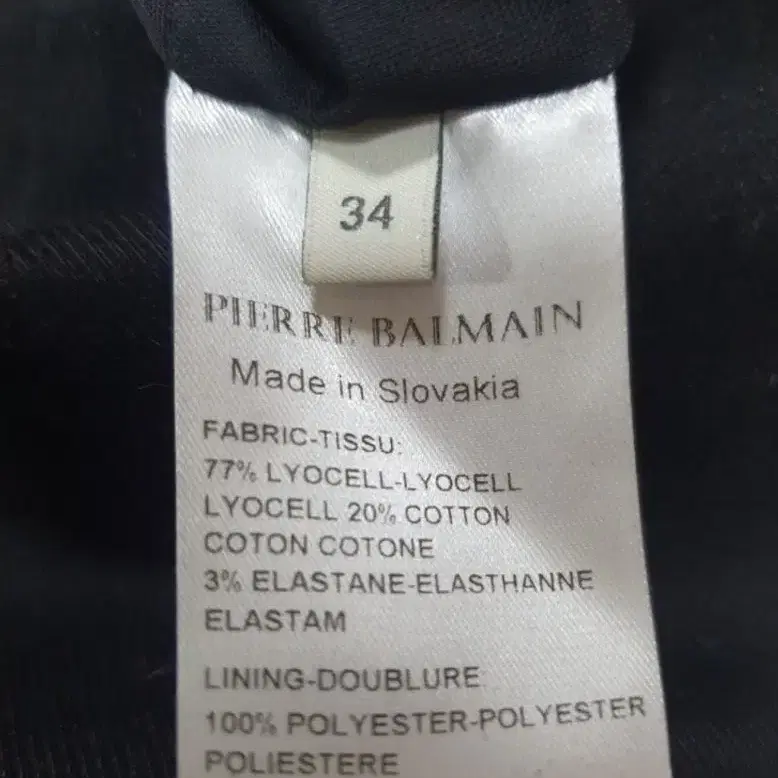 34
PIERRE BALMAIN
Made in Slovakia
FABRIC-TISSU:
77% LYOCELL-LYOCELL
LYOCELL 20% COTTON
COTON COTONE
3% ELASTANE-ELASTHANNE
ELASTAM
LINING-DOUBLURE:
100% POLYESTER-POLYESTER
POLIESTERE